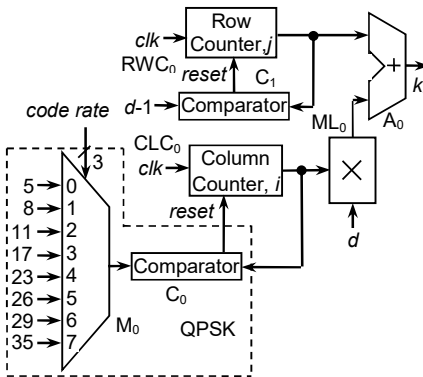 clk
Row
Counter,j
RWC0
reset
C1
d-1
Comparator
+
k
A0
code rate
3
CLC0
clk
Column
Counter, i
ML0
×
d
reset
5 0
8 1
11 2
17 3
23 4
26 5
29 6
35 7
M0
Comparator
C0
QPSK